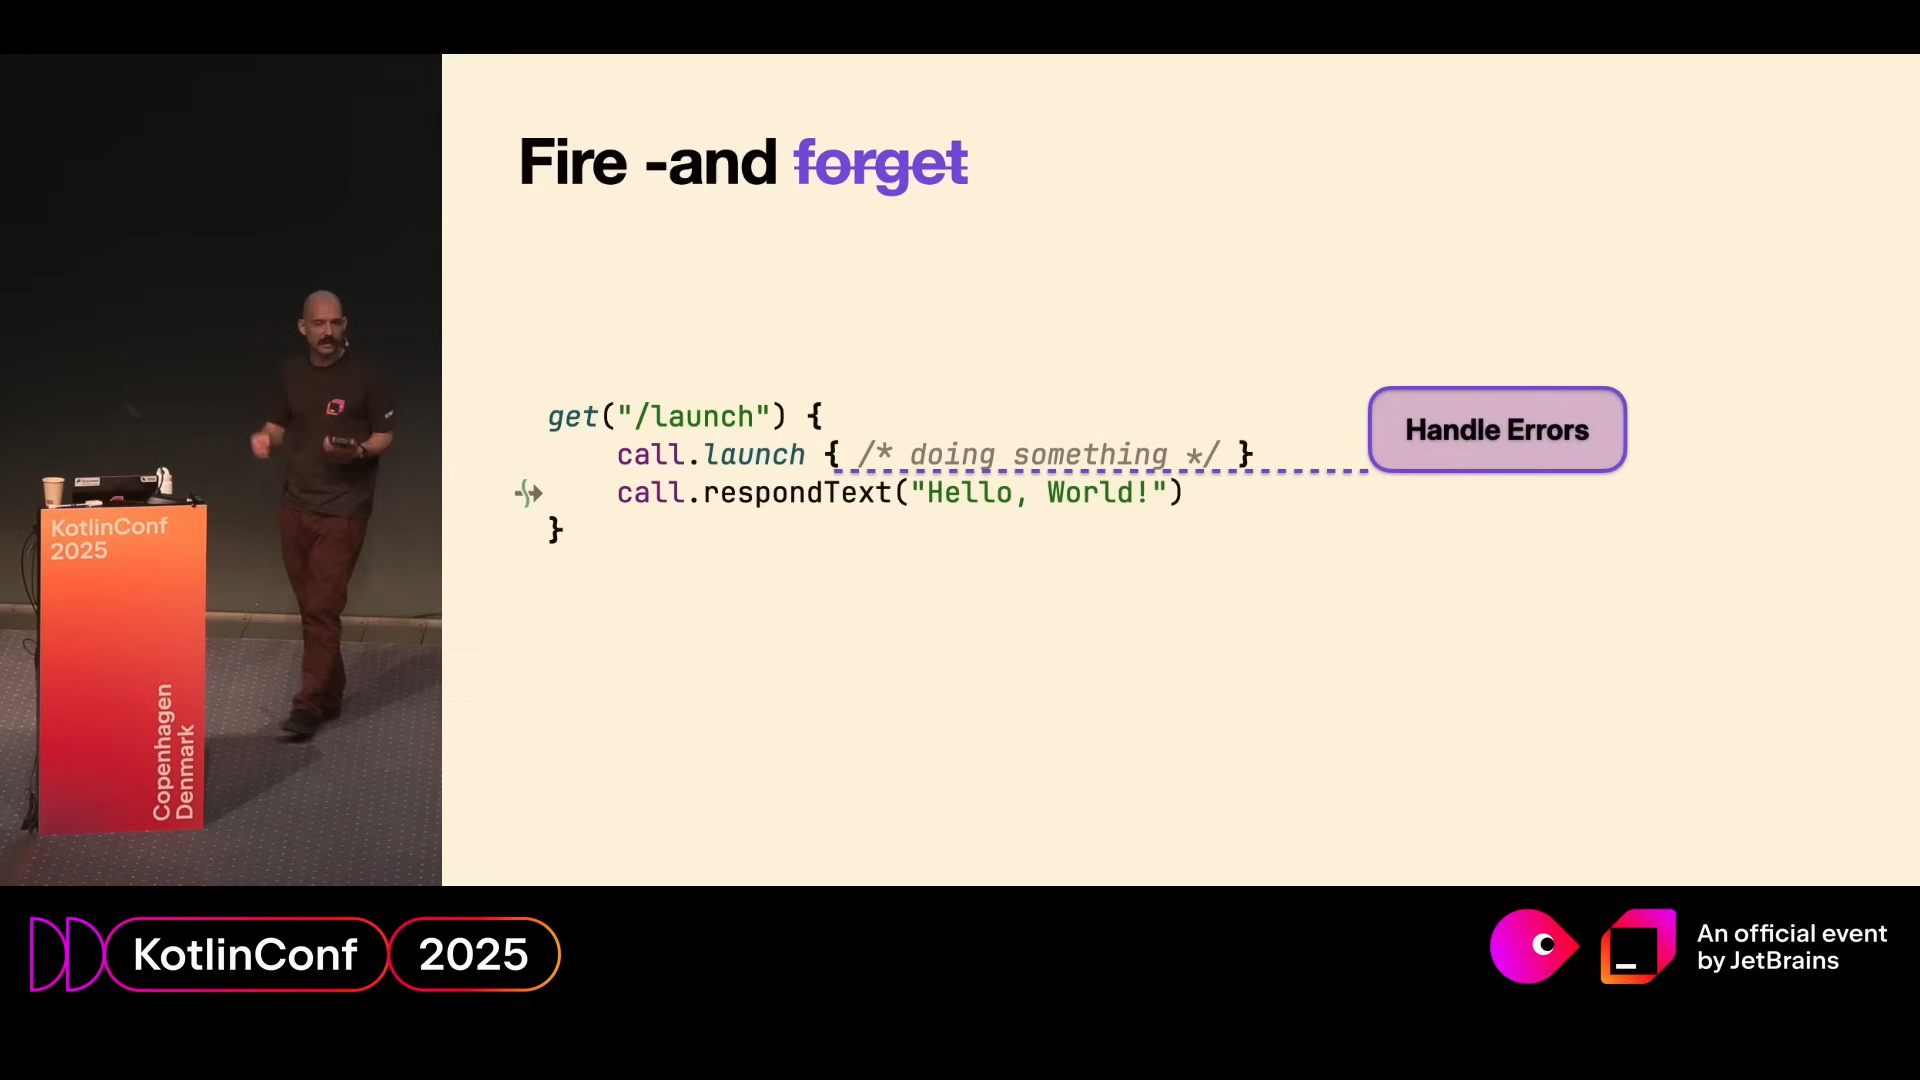 Fire -and forget
get("/launch") {
call.launch { /* doing something */ }
call.respondText("Hello, World!")
}
Handle Errors
KotlinConf
2025
Copenhagen
Denmark
KotlinConf 2025
An official event
by JetBrains